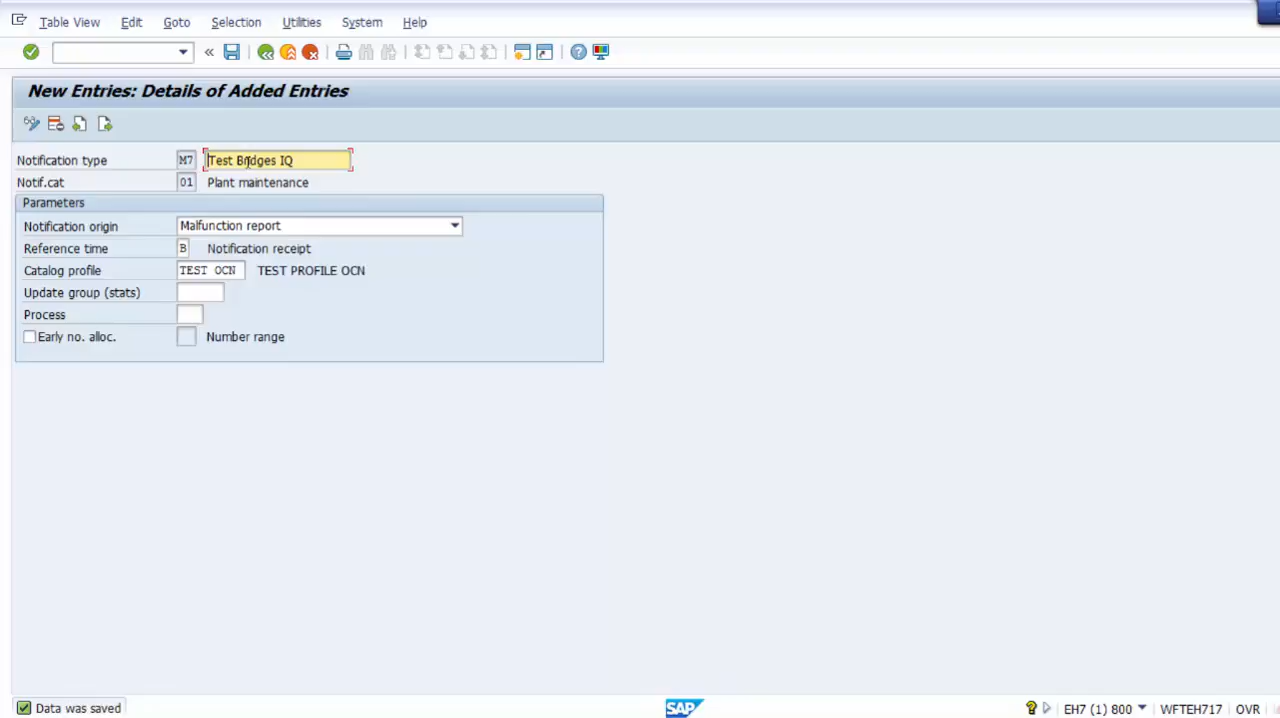 Table View Edit Goto Selection Utilities System Help
New Entries: Details of Added Entries
Notification type M7 Test Bridges IQ
Notif.cat 01 Plant maintenance
Parameters
Notification origin Malfunction report
Reference time B Notification receipt
Catalog profile TEST OCN TEST PROFILE OCN
Update group (stats)
Process
Early no. alloc. Number range
Data was saved SAP EH7 (1) 800 WFTEH717 OVR